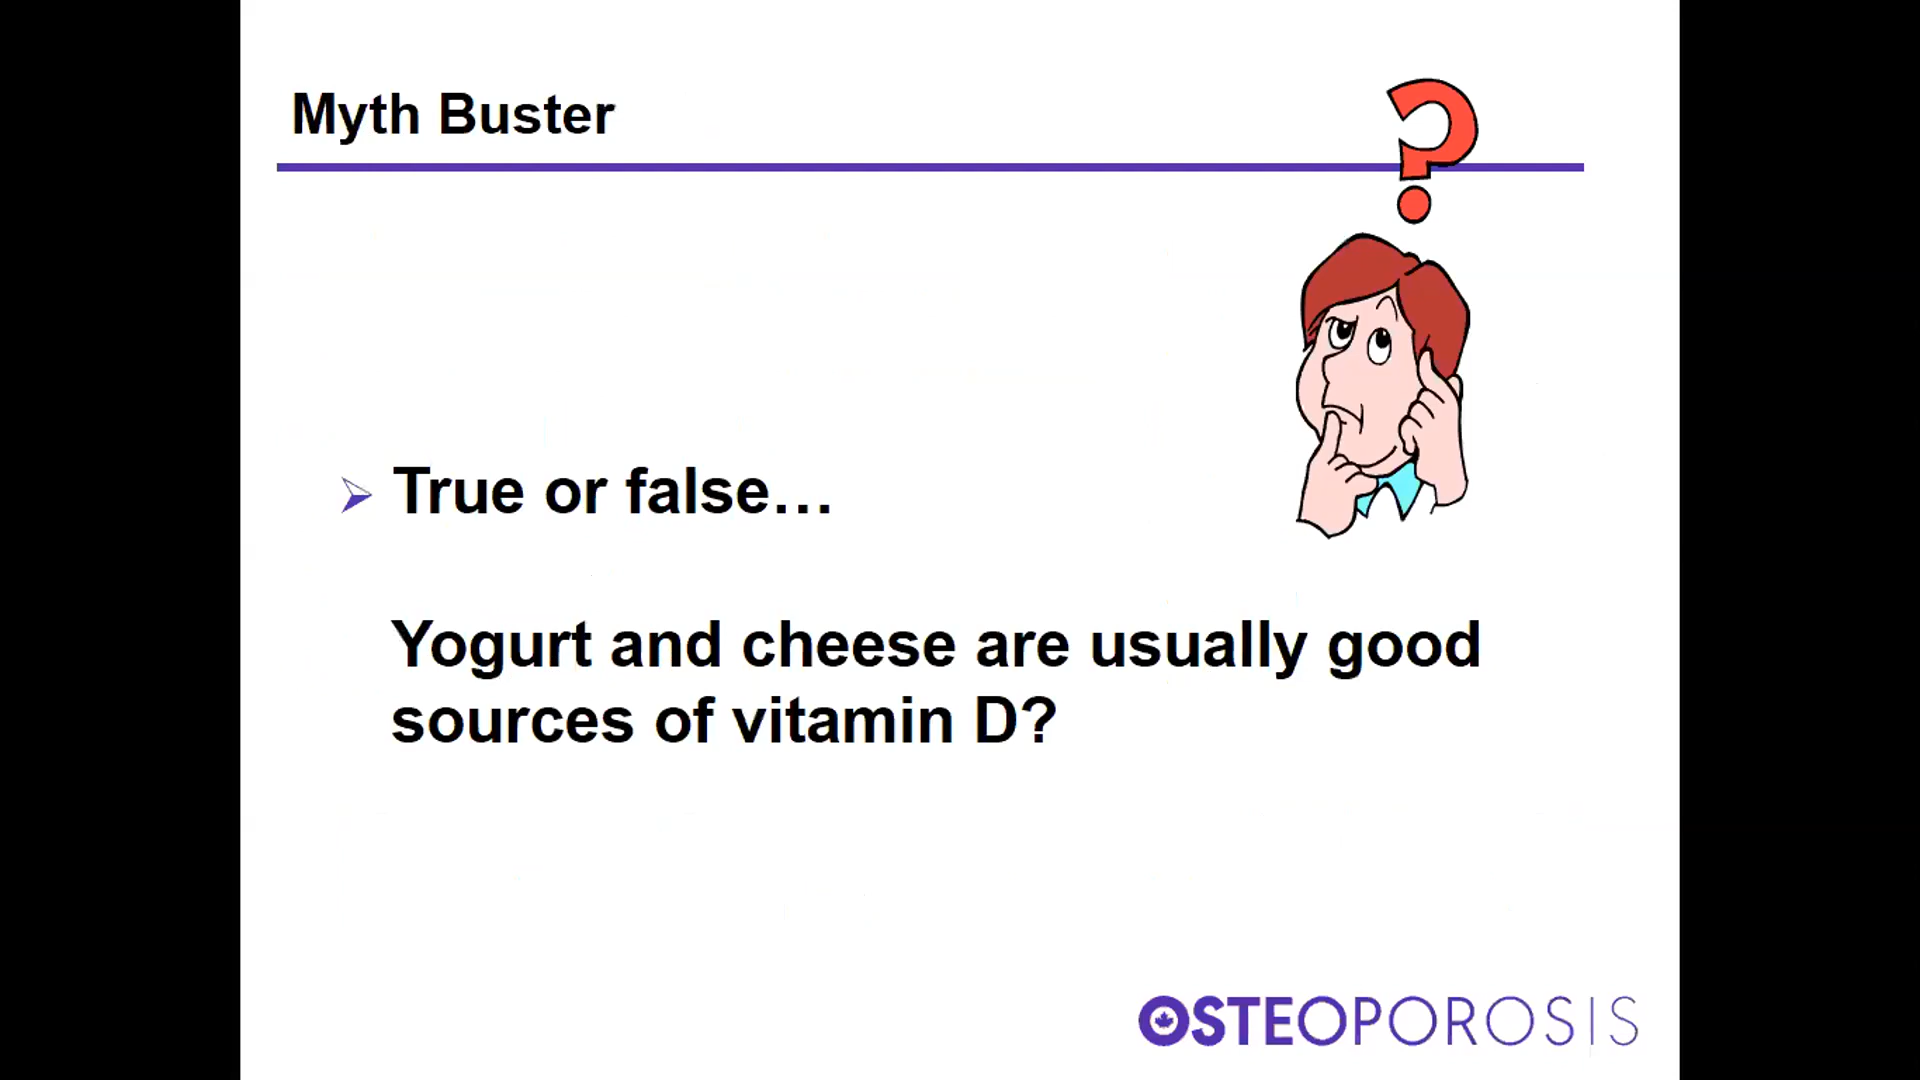 Myth Buster
?
True or false…
Yogurt and cheese are usually good
sources of vitamin D?
OSTEOPOROSIS